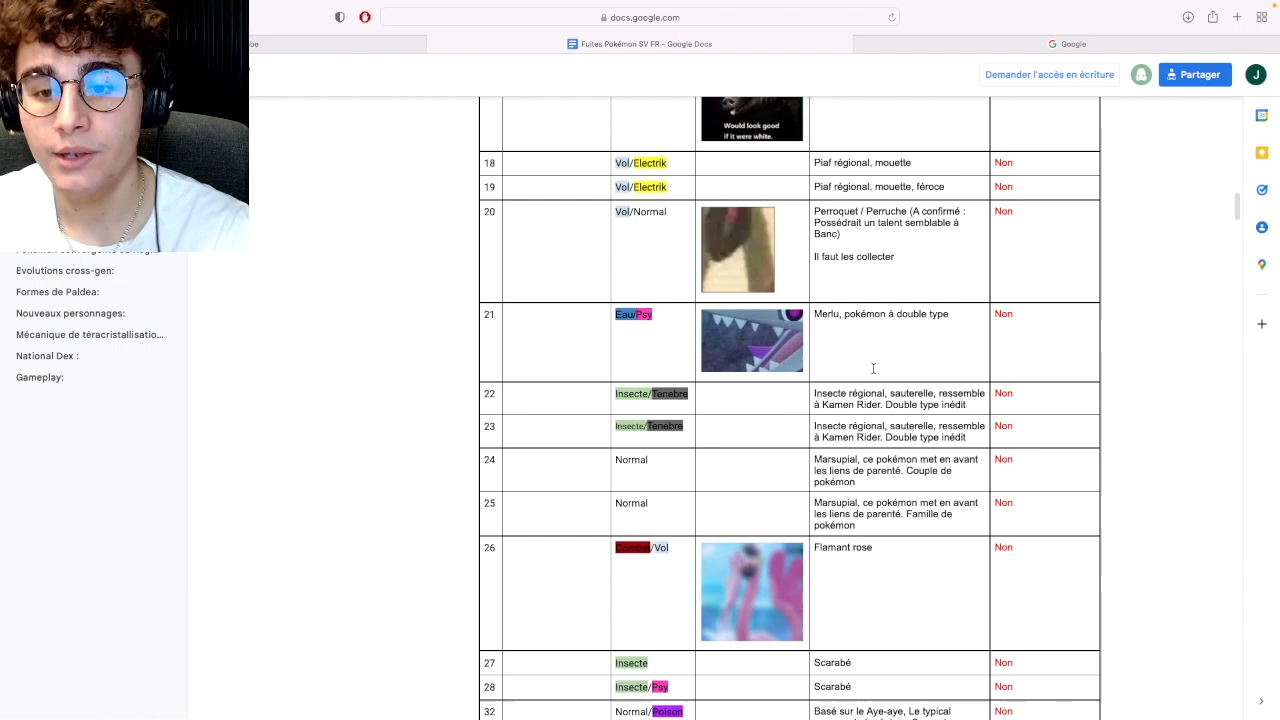 docs.google.com
be
Fuites Pokémon SV FR - Google Docs
Google
Demander l'accès en écriture
Partager
J
Evolutions cross-gen:
Formes de Paldea:
Nouveaux personnages:
Mécanique de téracristallisatio...
National Dex :
Gameplay:
Would look good
if it were white.
18
Vol/Electrik
Piaf régional, mouette
Non
19
Vol/Electrik
Piaf régional, mouette, féroce
Non
20
Vol/Normal
Perroquet / Perruche (A confirmé :
Possédrait un talent semblable à
Banc)
Il faut les collecter
Non
21
Eau/Psy
Merlu, pokémon à double type
Non
22
Insecte/Tenebre
Insecte régional, sauterelle, ressemble
à Kamen Rider. Double type inédit
Non
23
Insecte/Tenebre
Insecte régional, sauterelle, ressemble
à Kamen Rider. Double type inédit
Non
24
Normal
Marsupial, ce pokémon met en avant
les liens de parenté. Couple de
pokémon
Non
25
Normal
Marsupial, ce pokémon met en avant
les liens de parenté. Famille de
pokémon
Non
26
Combat/Vol
Flamant rose
Non
27
Insecte
Scarabé
Non
28
Insecte/Psy
Scarabé
Non
32
Normal/Poison
Basé sur le Aye-aye, Le typical
Non